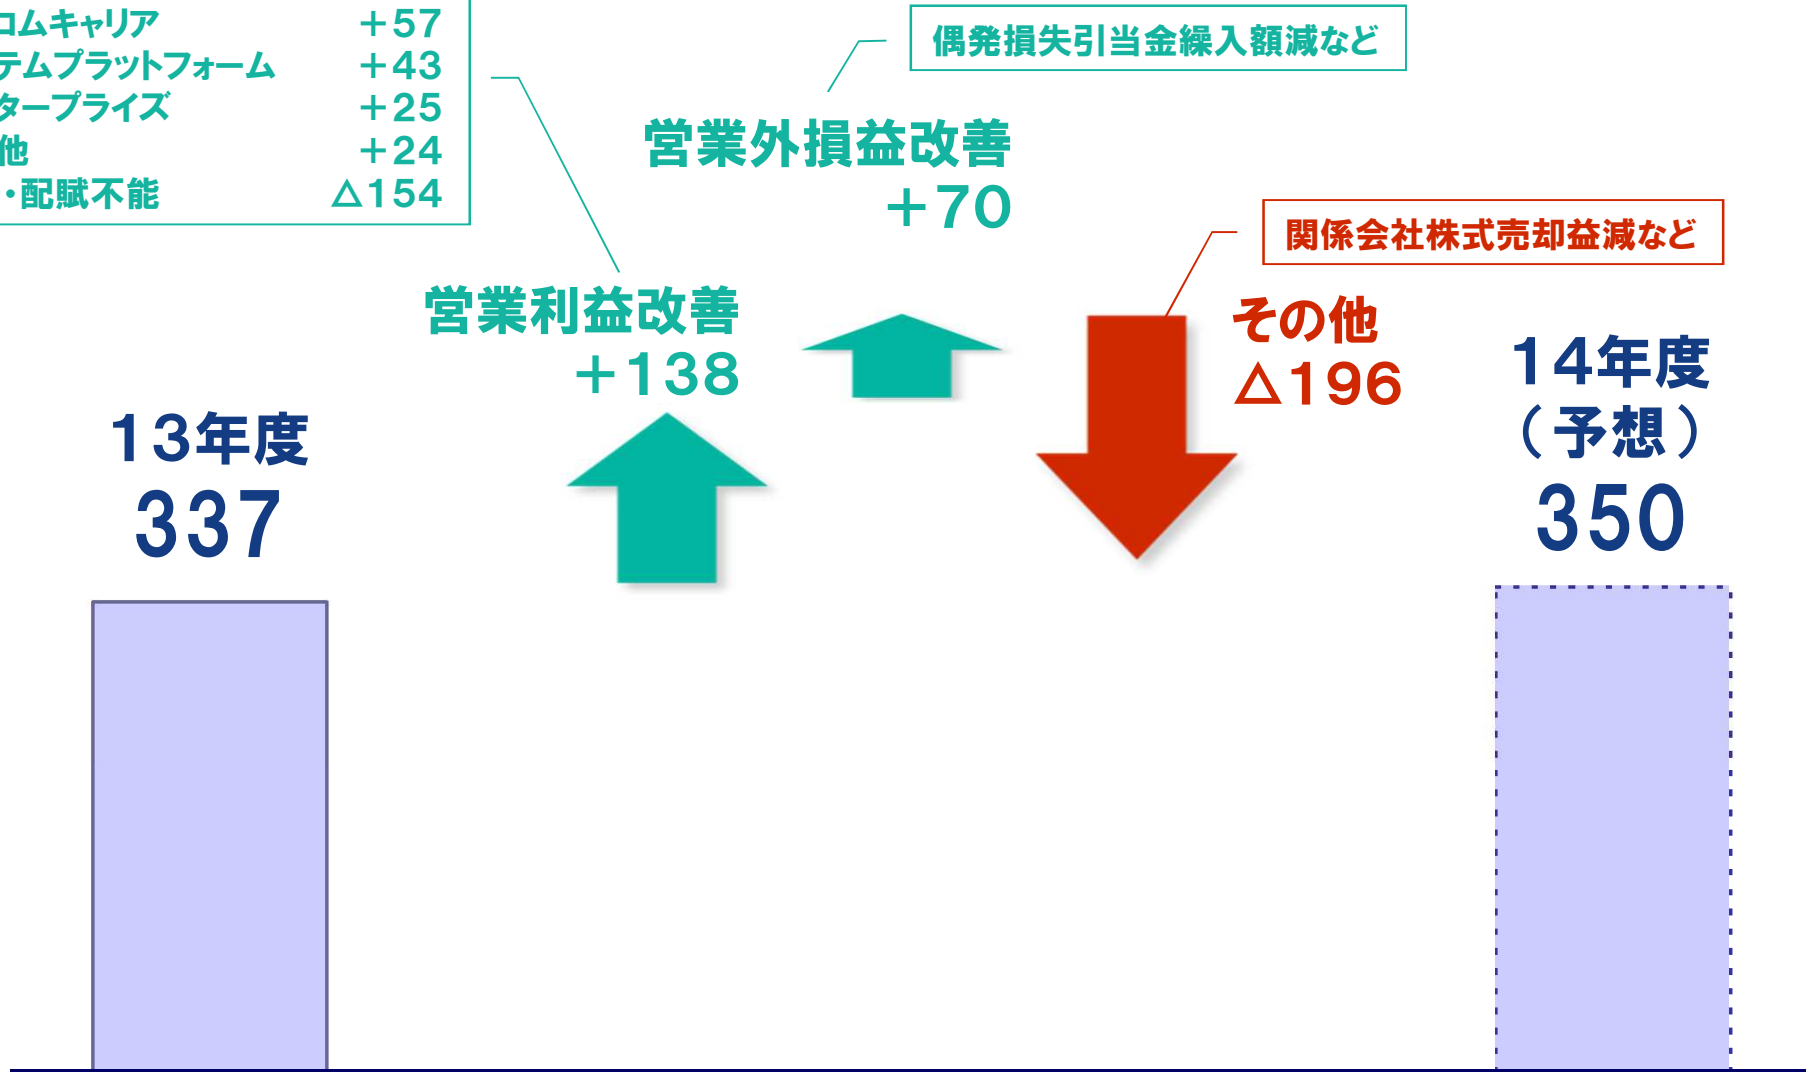 コムキャリア ＋57
テムプラットフォーム ＋43
タープライズ ＋25
他 ＋24
・配賦不能 △154
偶発損失引当金繰入額減など
営業外損益改善
＋70
関係会社株式売却益減など
営業利益改善
＋138
その他
△196
13年度
337
14年度
（予想）
350